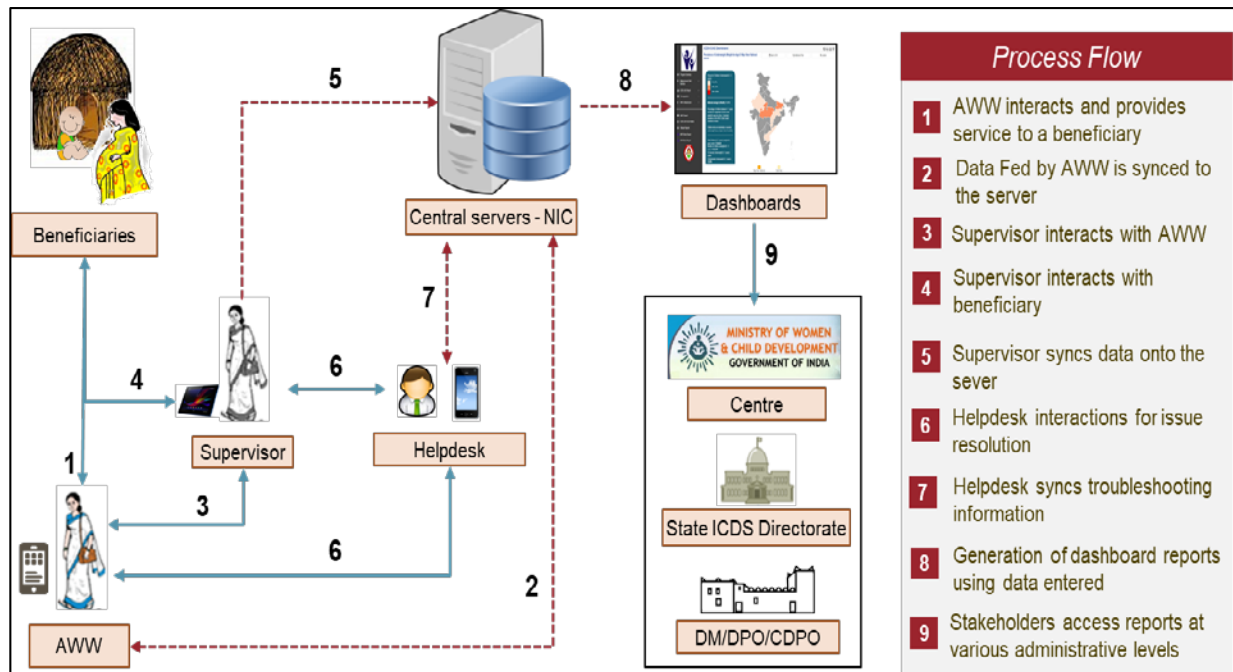 5
8
Beneficiaries
Central servers - NIC
Dashboards
9
7
4
6
MINISTRY OF WOMEN
& CHILD DEVELOPMENT
GOVERNMENT OF INDIA
Centre
Supervisor
Helpdesk
1
3
State ICDS Directorate
6
2
AWW
DM/DPO/CDPO
Process Flow
1 AWW interacts and provides
service to a beneficiary
2 Data Fed by AWW is synced to
the server
3 Supervisor interacts with AWW
4 Supervisor interacts with
beneficiary
5 Supervisor syncs data onto the
sever
6 Helpdesk interactions for issue
resolution
7 Helpdesk syncs troubleshooting
information
8 Generation of dashboard reports
using data entered
9 Stakeholders access reports at
various administrative levels